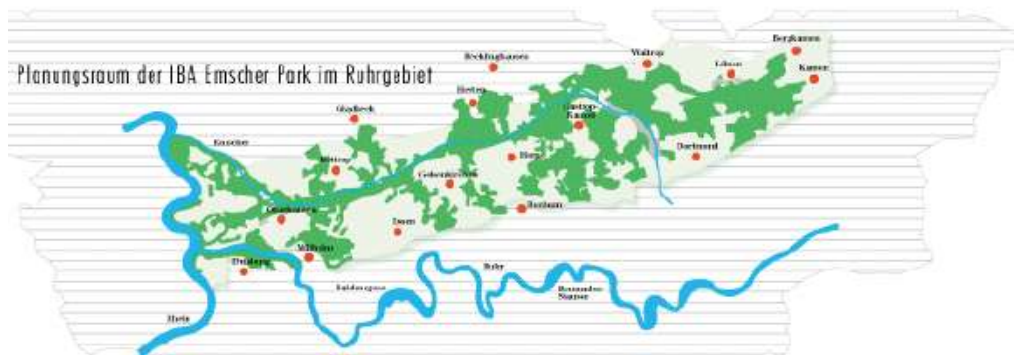 Planungsraum der IBA Emscher Park im Ruhrgebiet
Bergkamen
Waltrop
Recklinghausen
Lünen
Kamen
Herten
Gladbeck
Castrop-
Rauxel
Emscher
Dortmund
Herne
Bottrop
Gelsenkirchen
Bochum
Oberhausen
Essen
Mülheim
Duisburg
Ruhr
Rhein